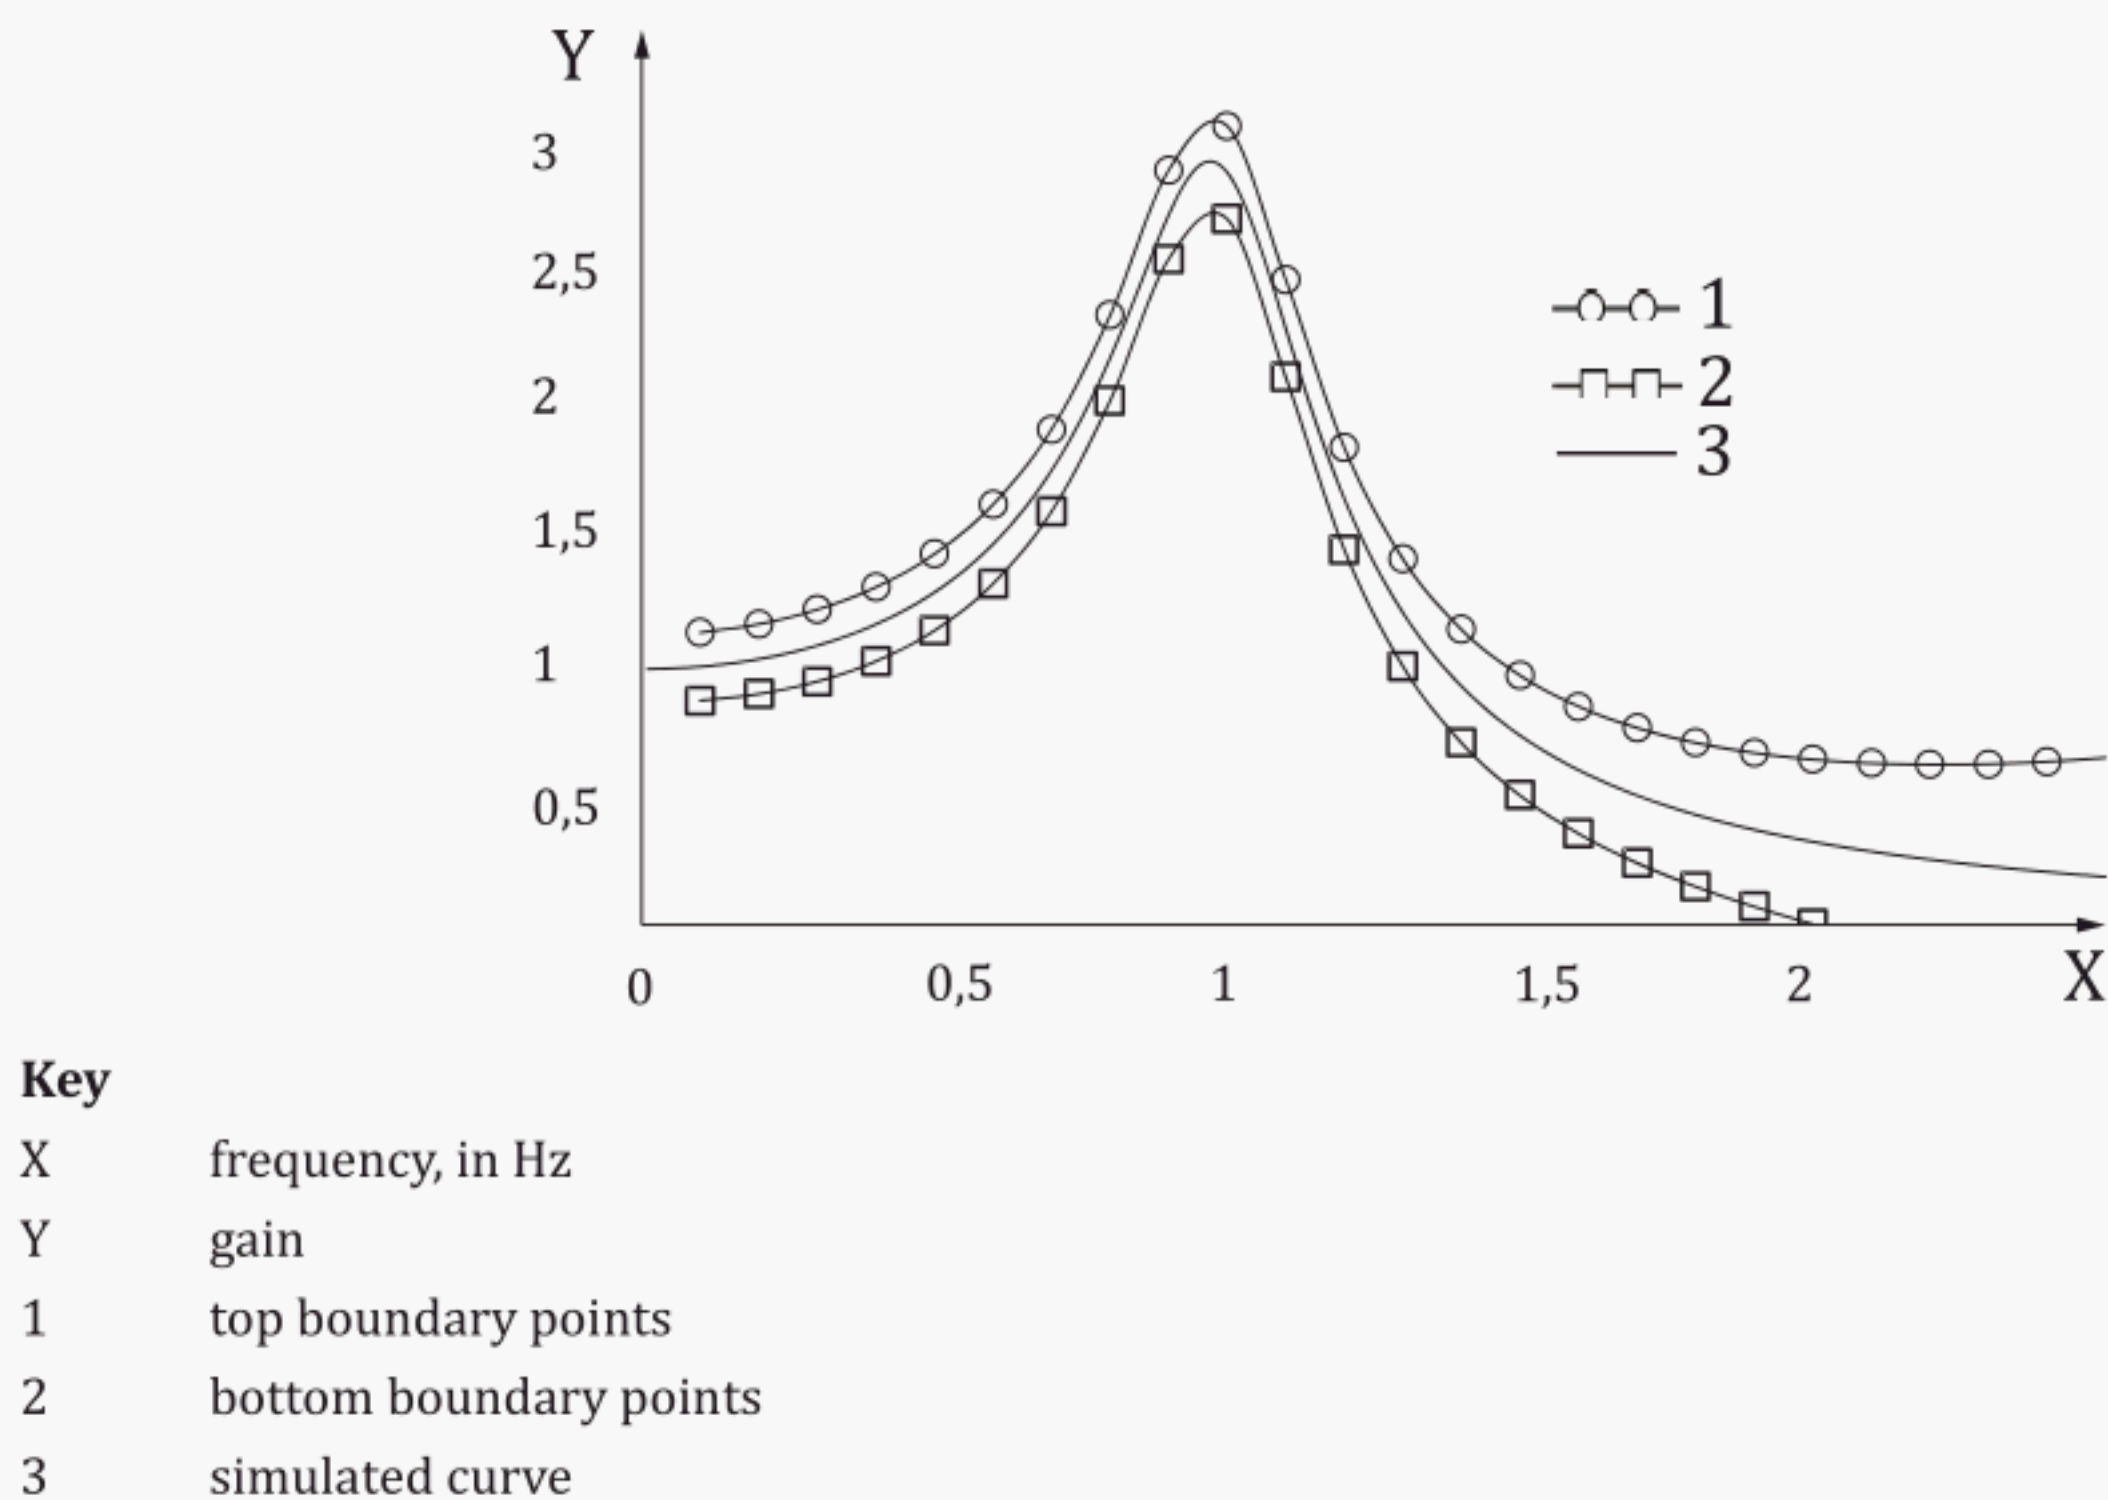 Y
3
2,5
2
1,5
1
0,5
1
2
3
0 0,5 1 1,5 2 X
Key
X frequency, in Hz
Y gain
1 top boundary points
2 bottom boundary points
3 simulated curve